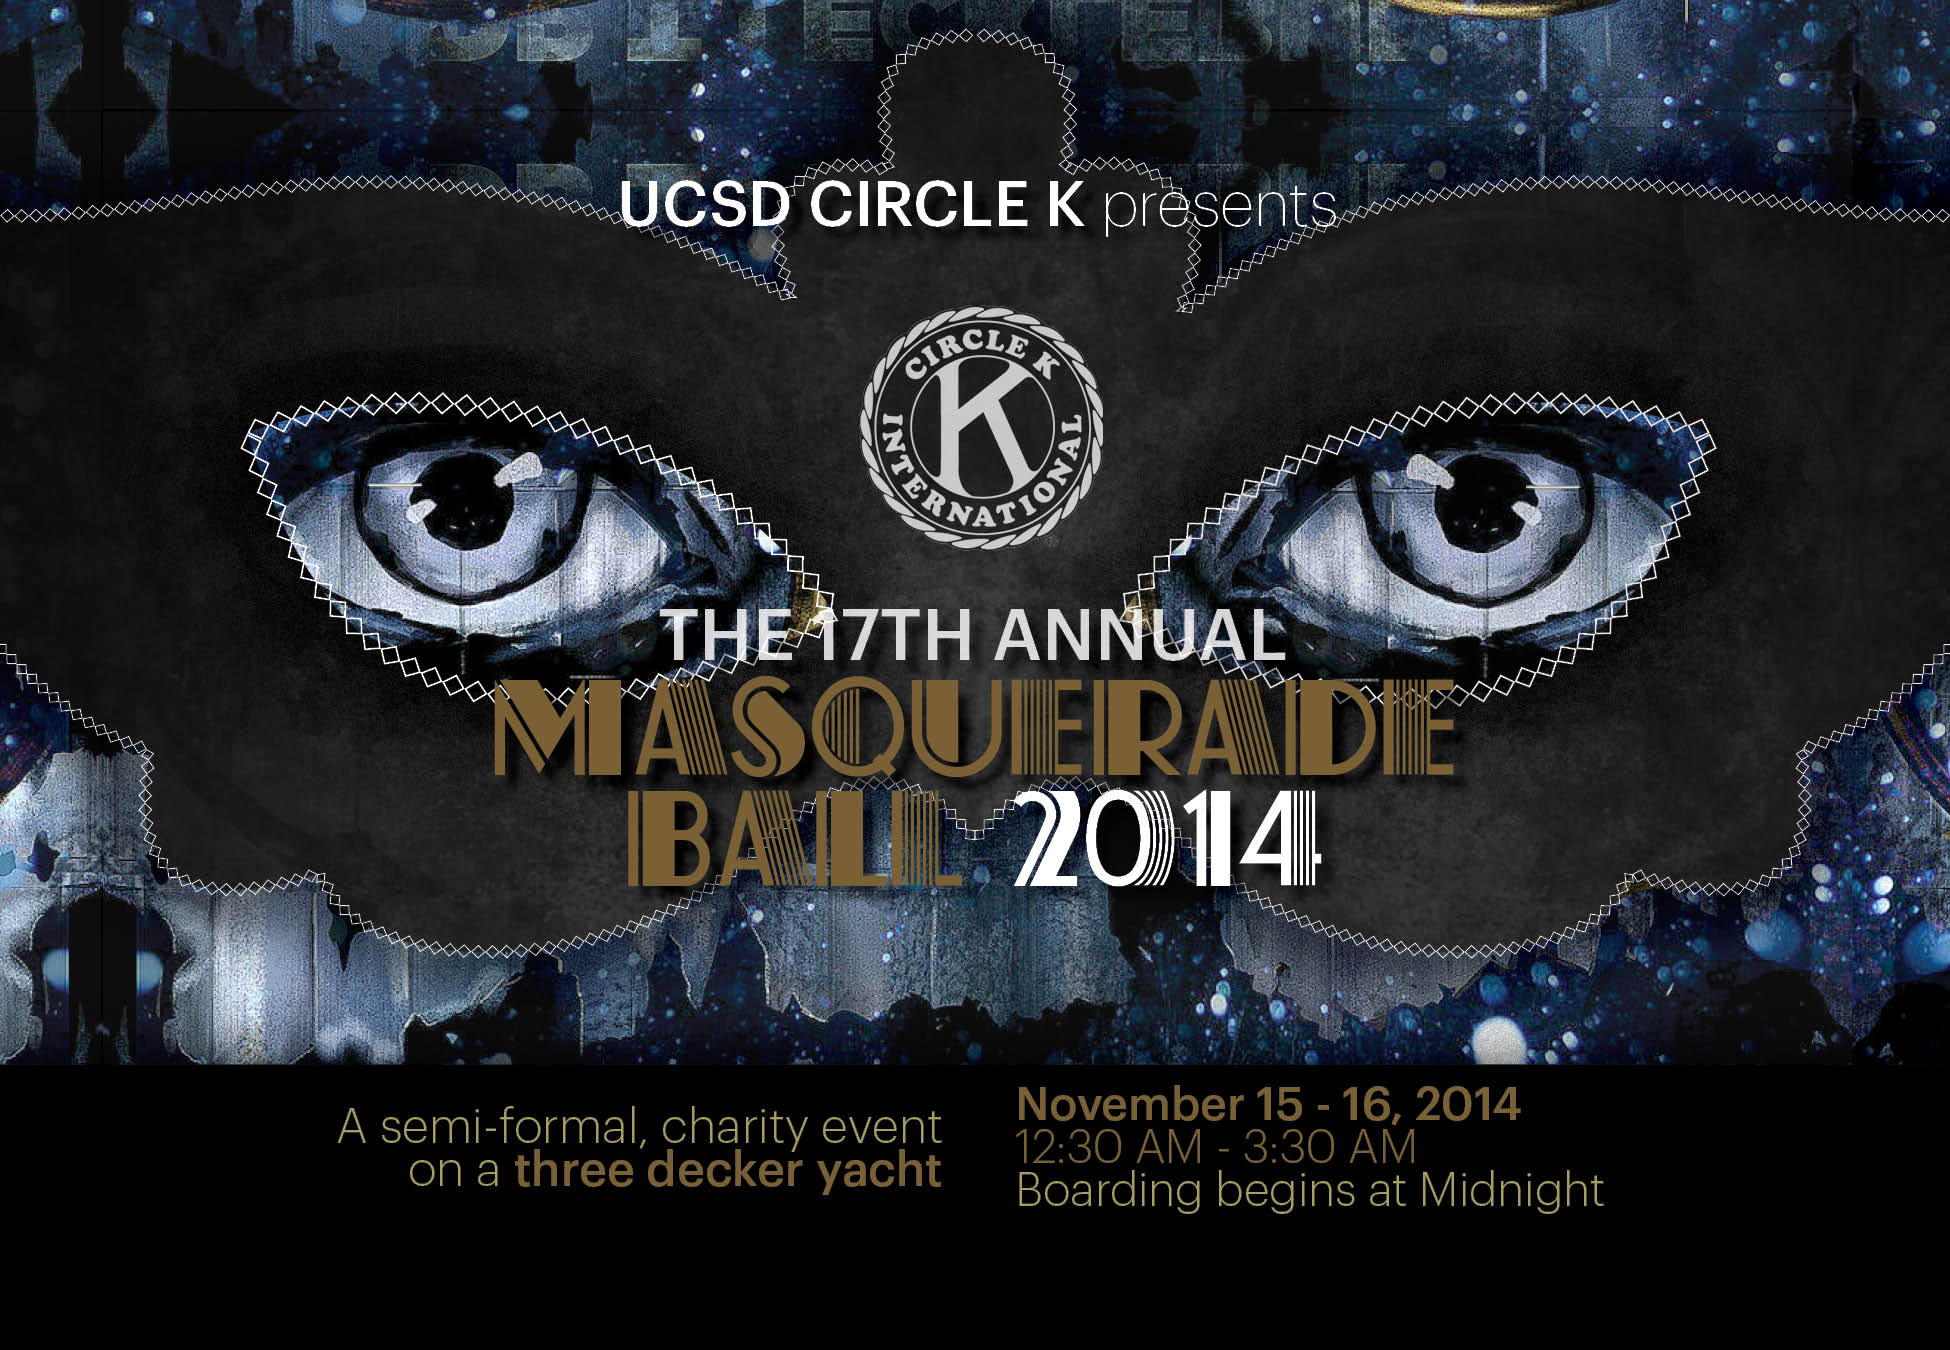 UCSD CIRCLE K presents
CIRCLE K
K
INTERNATIONAL
THE 17TH ANNUAL
MASQUERADE
BALL 2014
A semi-formal, charity event
on a three decker yacht
November 15 - 16, 2014
12:30 AM - 3:30 AM
Boarding begins at Midnight